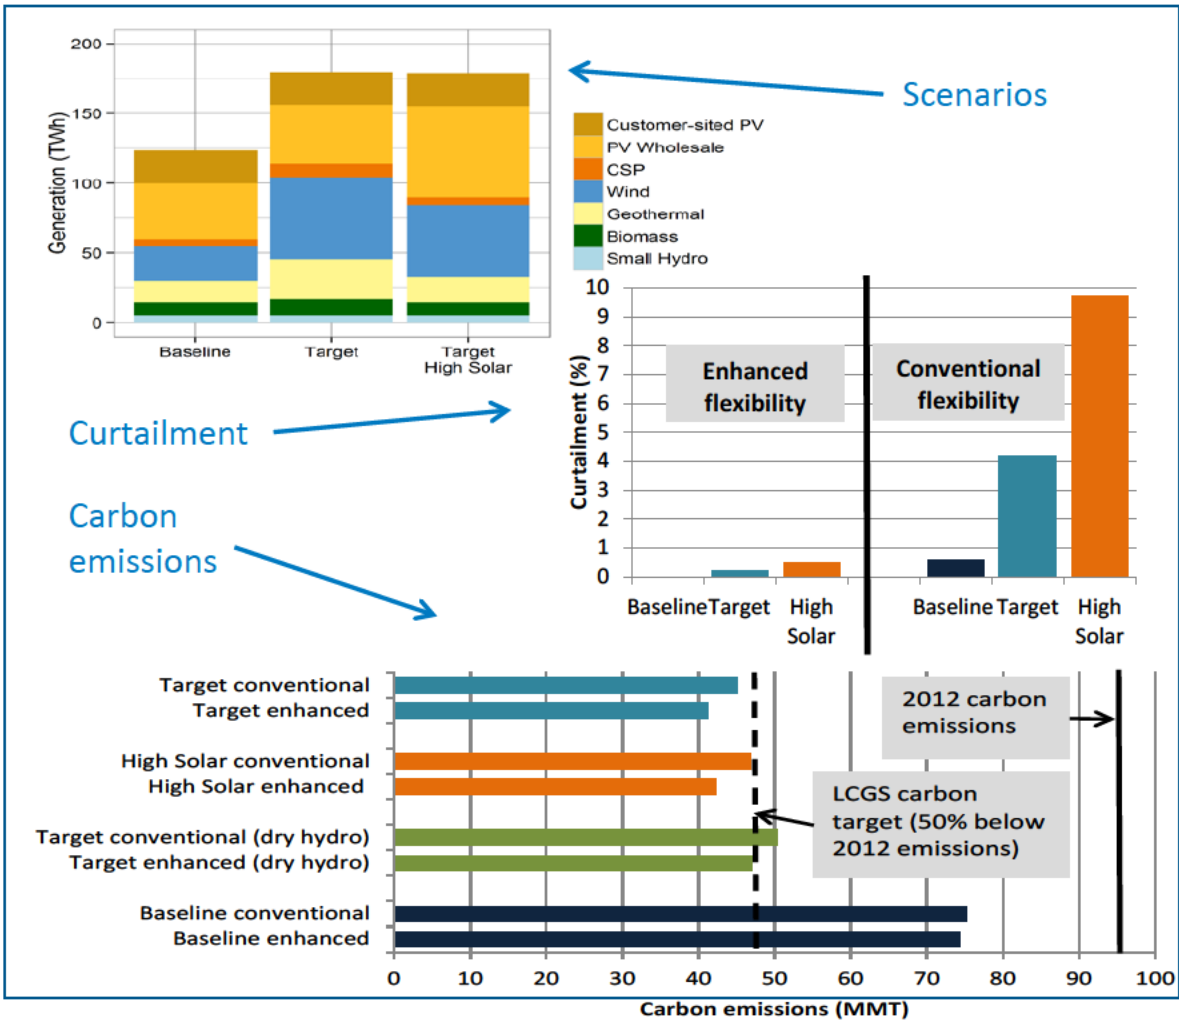 200
150
100
50
0
Generation (TWh)
Baseline
Target
Target
High Solar
Scenarios
Customer-sited PV
PV Wholesale
CSP
Wind
Geothermal
Biomass
Small Hydro
Curtailment
Carbon
emissions
10
9
8
7
6
5
4
3
2
1
0
Curtailment (%)
Enhanced
flexibility
Conventional
flexibility
Baseline Target High
Solar
Baseline Target High
Solar
Target conventional
Target enhanced
High Solar conventional
High Solar enhanced
Target conventional (dry hydro)
Target enhanced (dry hydro)
Baseline conventional
Baseline enhanced
2012 carbon
emissions
LCGS carbon
target (50% below
2012 emissions)
0 10 20 30 40 50 60 70 80 90 100
Carbon emissions (MMT)